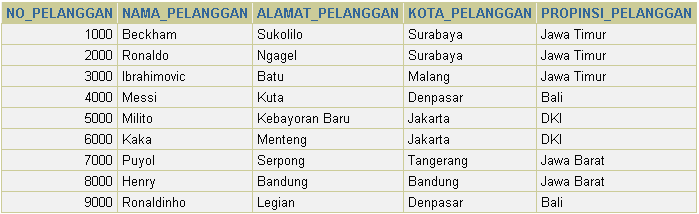 NO_PELANGGAN NAMA_PELANGGAN ALAMAT_PELANGGAN KOTA_PELANGGAN PROPINSI_PELANGGAN
1000 Beckham Sukolilo Surabaya Jawa Timur
2000 Ronaldo Ngagel Surabaya Jawa Timur
3000 Ibrahimovic Batu Malang Jawa Timur
4000 Messi Kuta Denpasar Bali
5000 Milito Kebayoran Baru Jakarta DKI
6000 Kaka Menteng Jakarta DKI
7000 Puyol Serpong Tangerang Jawa Barat
8000 Henry Bandung Bandung Jawa Barat
9000 Ronaldinho Legian Denpasar Bali